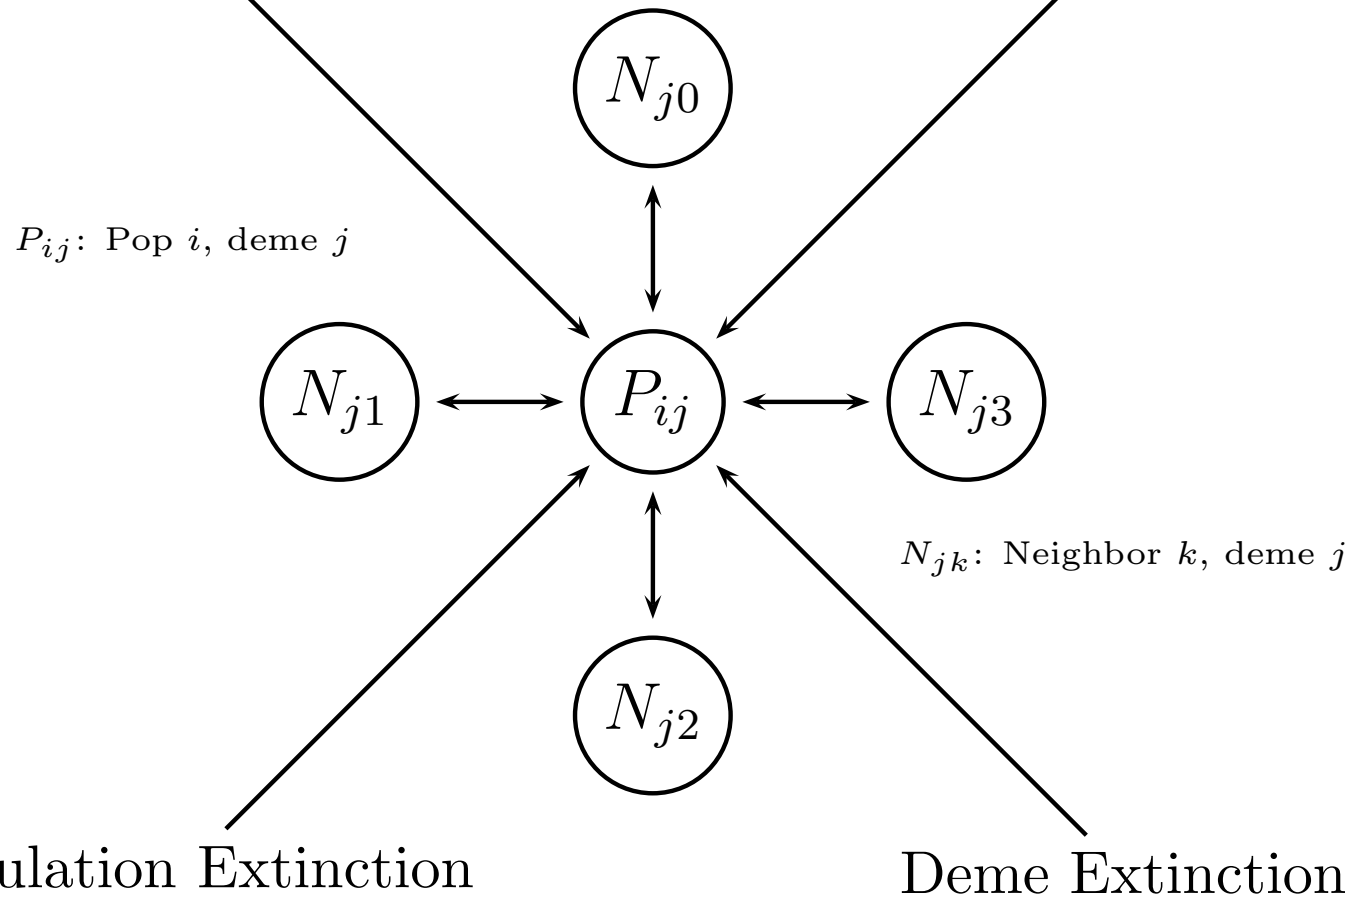 N_{j0}
P_{ij}: Pop i, deme j
N_{j1} P_{ij} N_{j3}
N_{jk}: Neighbor k, deme j
N_{j2}
ulation Extinction
Deme Extinction